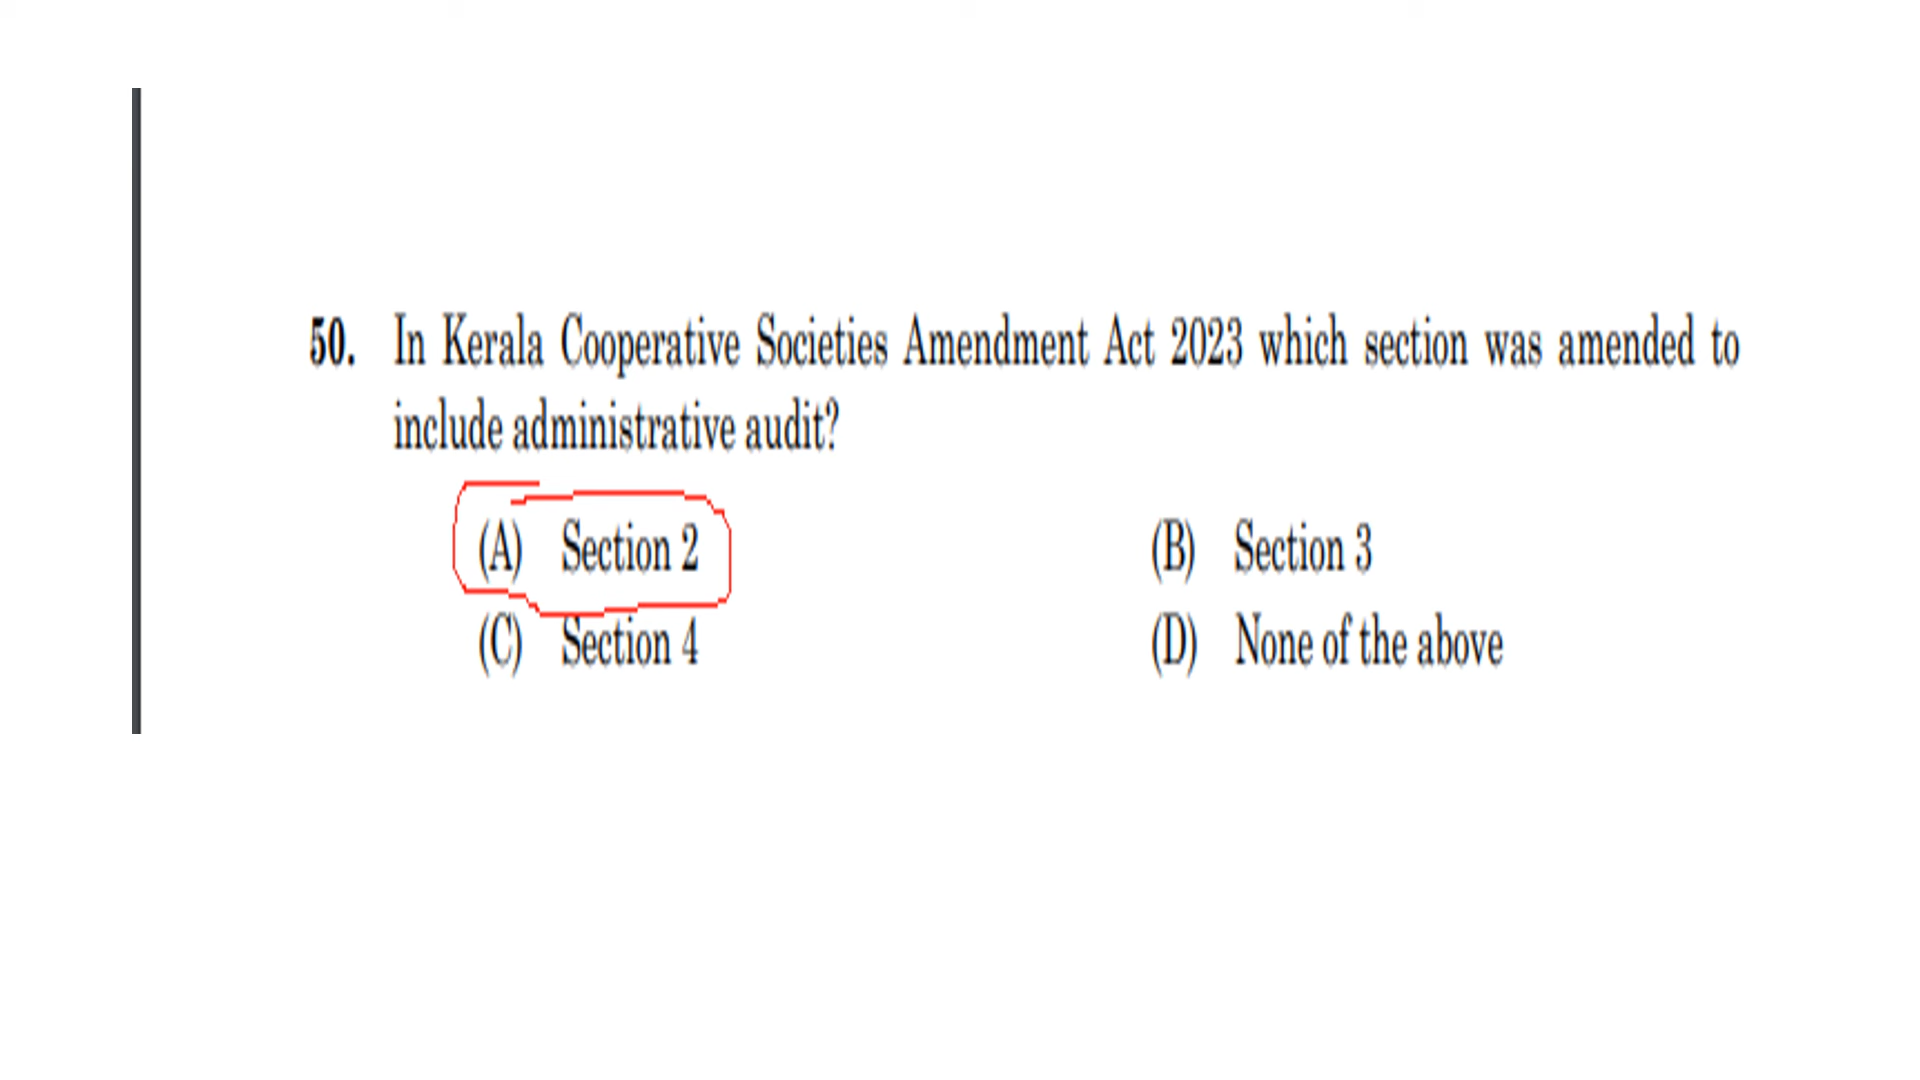 50. In Kerala Cooperative Societies Amendment Act 2023 which section was amended to
include administrative audit?
(A) Section 2 (B) Section 3
(C) Section 4 (D) None of the above